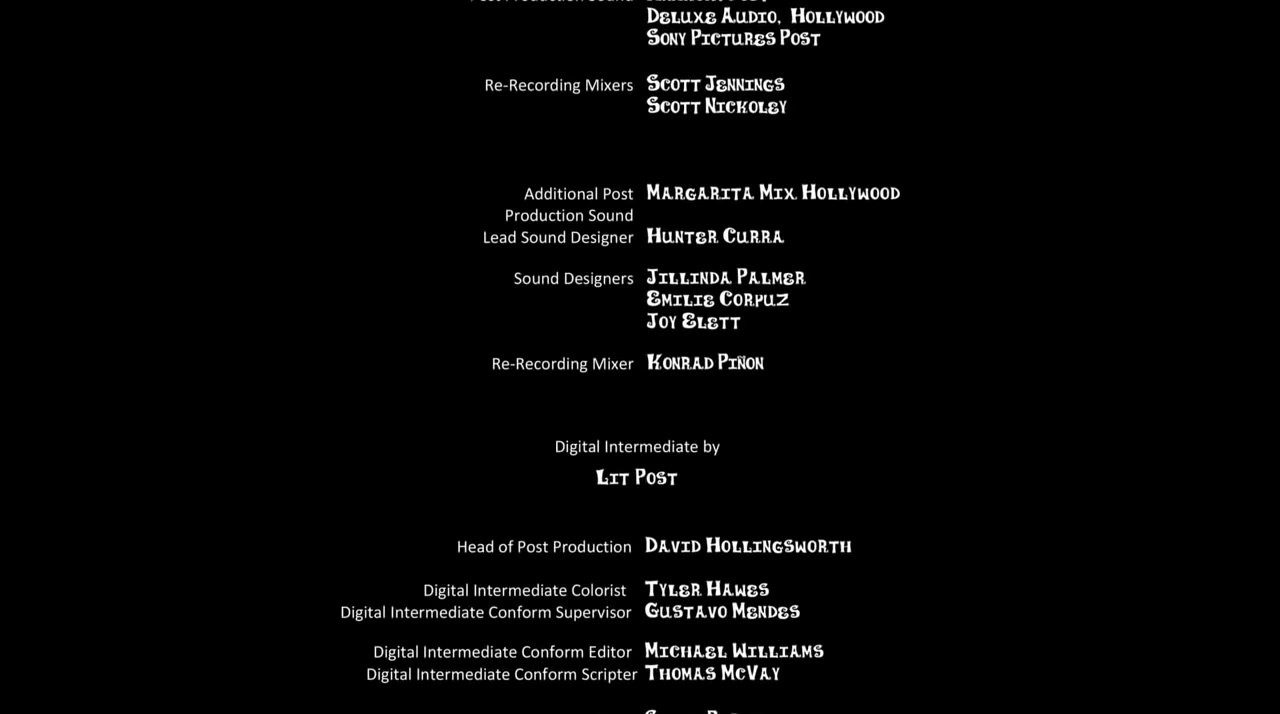 Deluxe Audio, Hollywood
Sony Pictures Post
Re-Recording Mixers Scott Jennings
Scott Nickoley
Additional Post Margarita Mix Hollywood
Production Sound
Lead Sound Designer Hunter Curra
Sound Designers Jillinda Palmer
Emilie Corpuz
Joy Elett
Re-Recording Mixer Konrad Piñon
Digital Intermediate by
Lit Post
Head of Post Production David Hollingsworth
Digital Intermediate Colorist Tyler Hawes
Digital Intermediate Conform Supervisor Gustavo Mendes
Digital Intermediate Conform Editor Michael Williams
Digital Intermediate Conform Scripter Thomas McVay